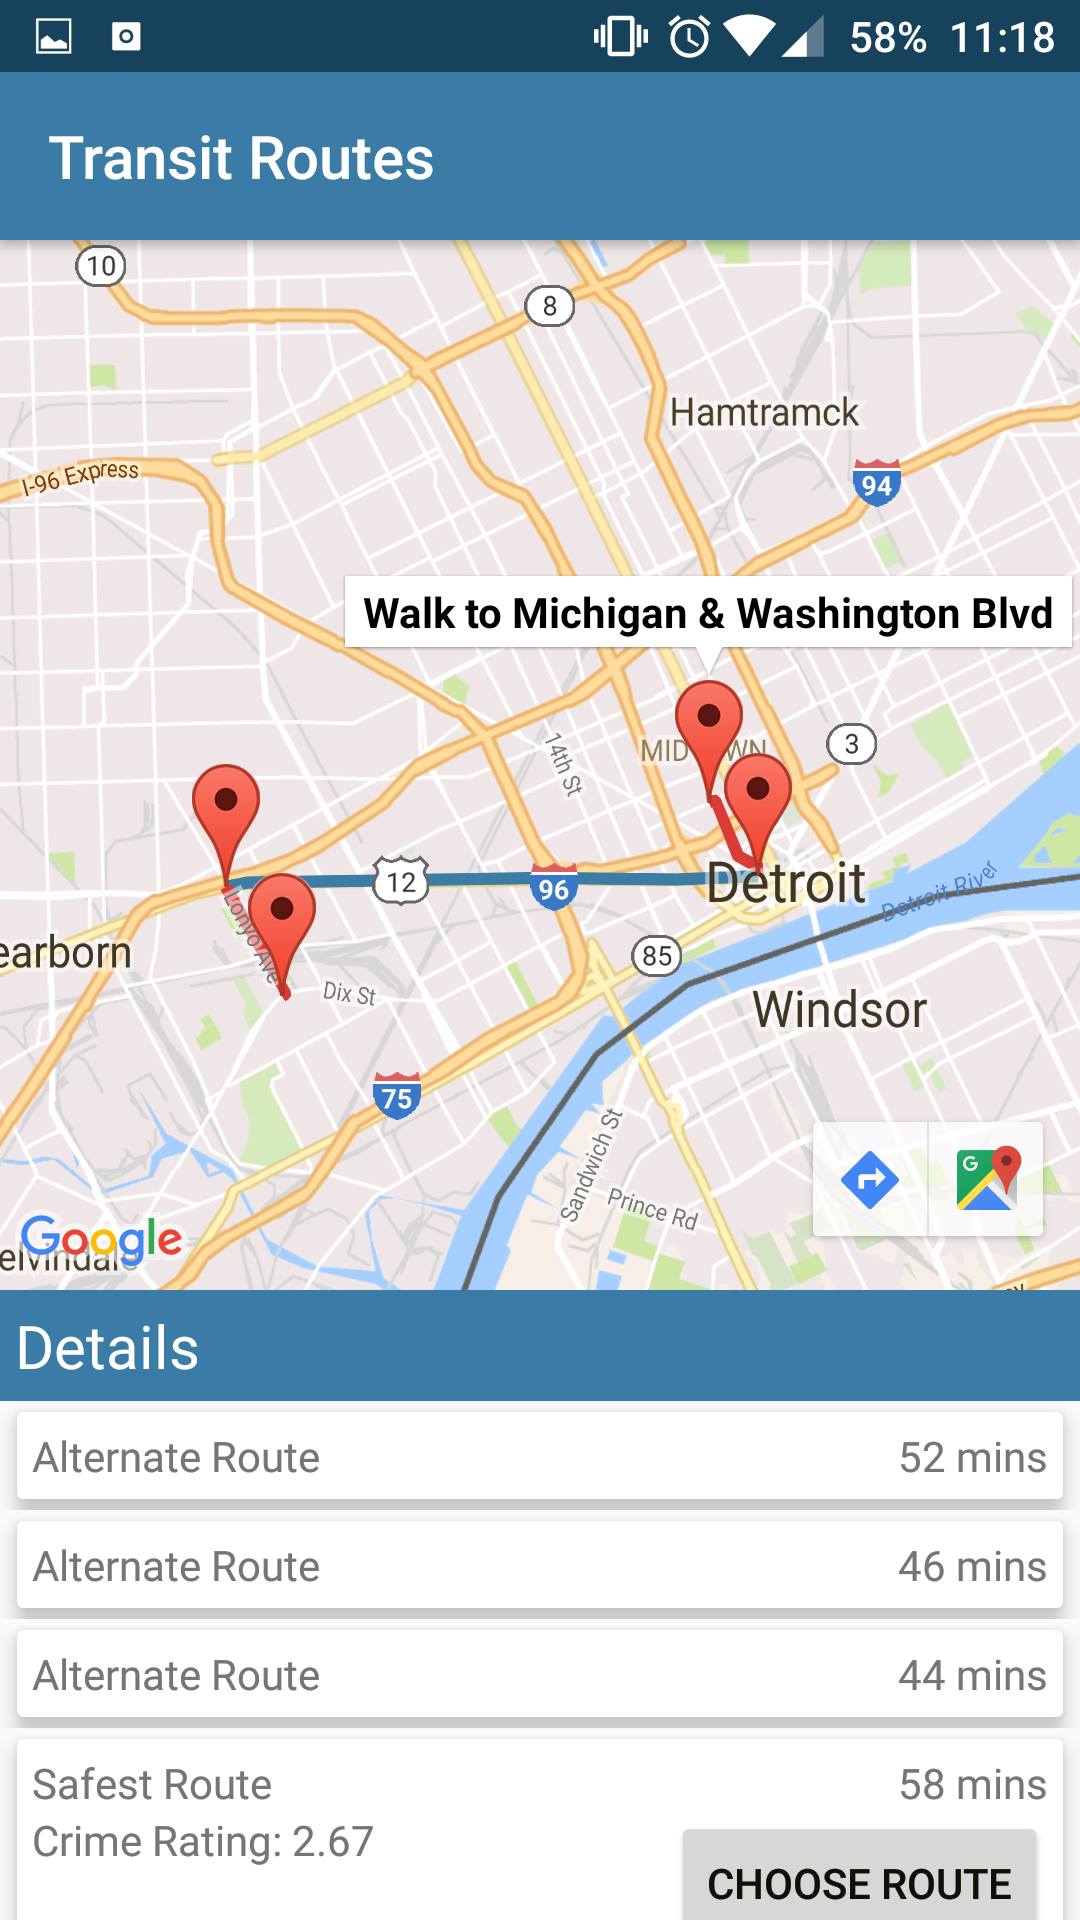 58% 11:18
Transit Routes
10
8
Hamtramck
I-96 Express
94
Walk to Michigan & Washington Blvd
14th St
3
12
96
Detroit
Detroit River
Lonyo Ave
earborn
85
Dix St
Windsor
75
Sandwich St
Prince Rd
G
Google
Details
Alternate Route 52 mins
Alternate Route 46 mins
Alternate Route 44 mins
Safest Route 58 mins
Crime Rating: 2.67
CHOOSE ROUTE